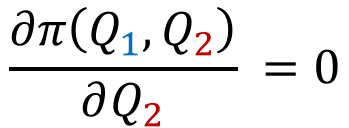 ∂π(Q₁, Q₂)
∂Q₂
= 0